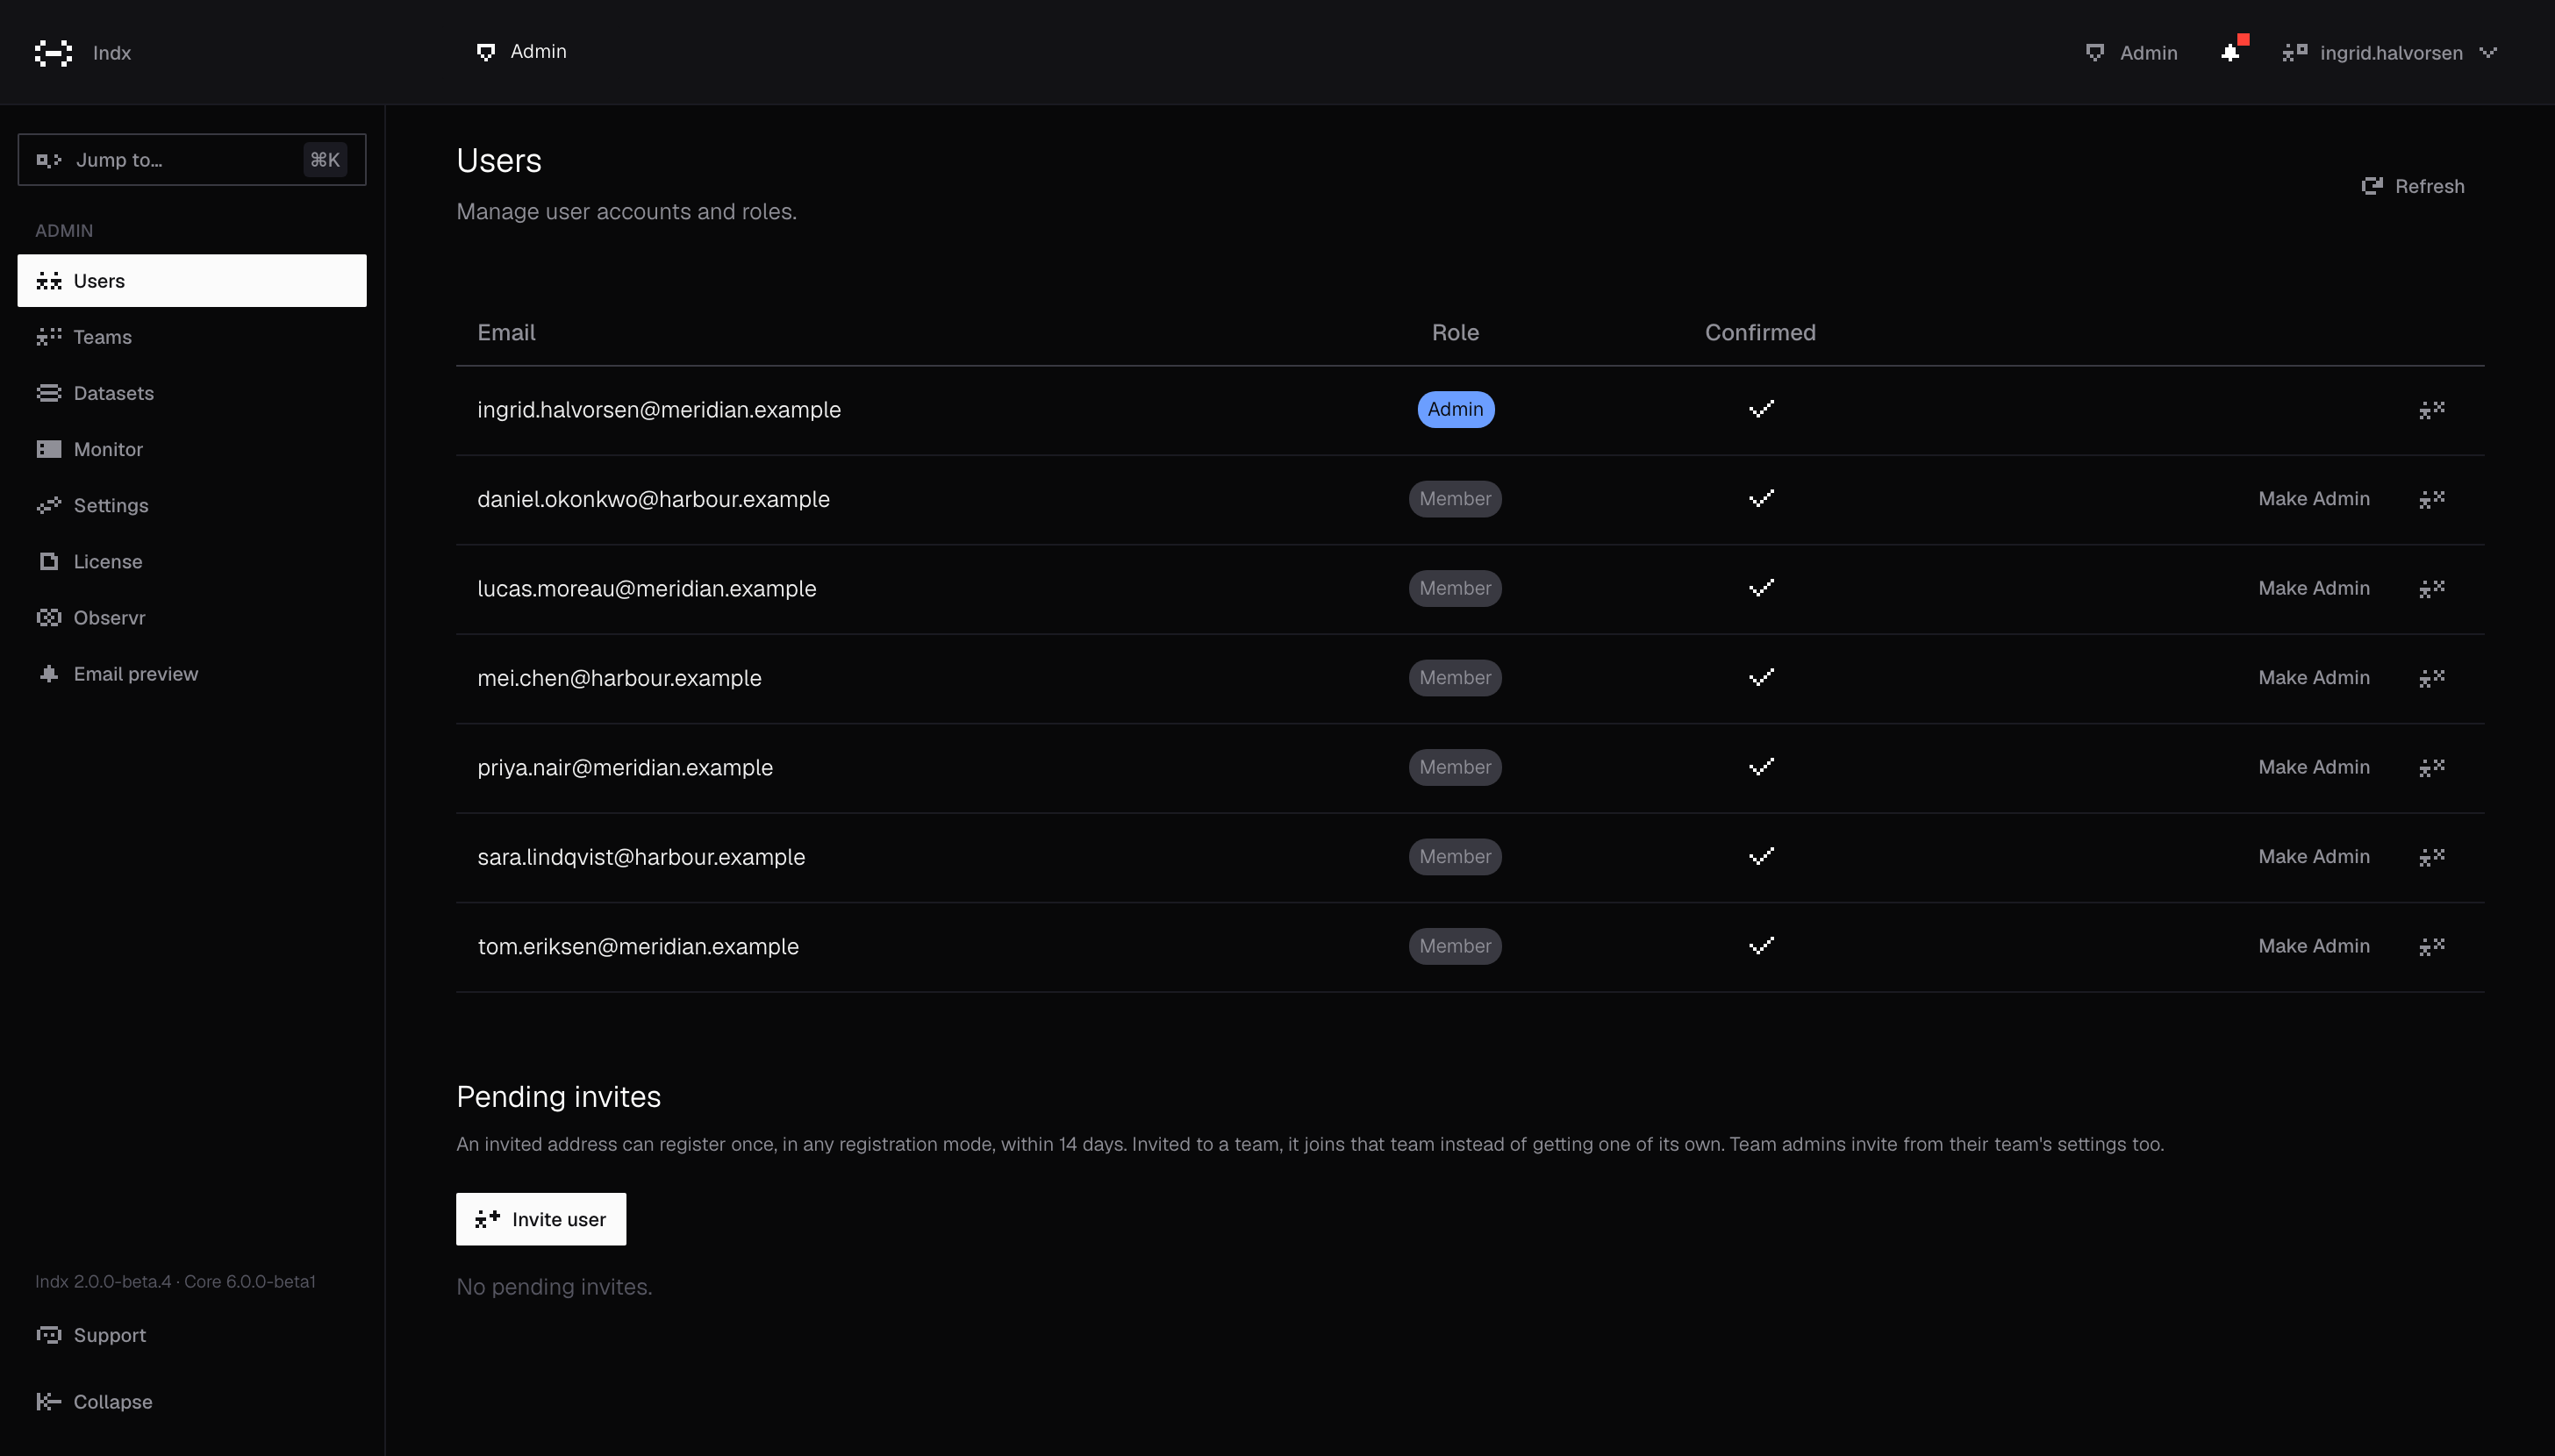 Indx
Admin
Admin
ingrid.halvorsen
Jump to...
⌘K
ADMIN
Users
Teams
Datasets
Monitor
Settings
License
Observr
Email preview
Indx 2.0.0-beta.4 · Core 6.0.0-beta1
Support
Collapse
Users
Manage user accounts and roles.
Refresh
Email Role Confirmed
ingrid.halvorsen@meridian.example Admin
daniel.okonkwo@harbour.example Member Make Admin
lucas.moreau@meridian.example Member Make Admin
mei.chen@harbour.example Member Make Admin
priya.nair@meridian.example Member Make Admin
sara.lindqvist@harbour.example Member Make Admin
tom.eriksen@meridian.example Member Make Admin
Pending invites
An invited address can register once, in any registration mode, within 14 days. Invited to a team, it joins that team instead of getting one of its own. Team admins invite from their team's settings too.
Invite user
No pending invites.